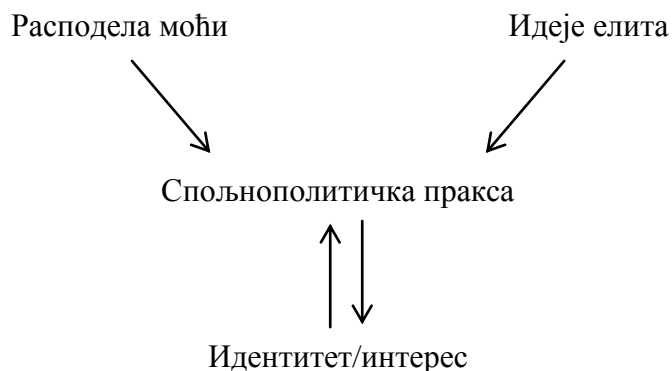 Расподела моћи
Идеје елита
Спољнополитичка пракса
Идентитет/интерес